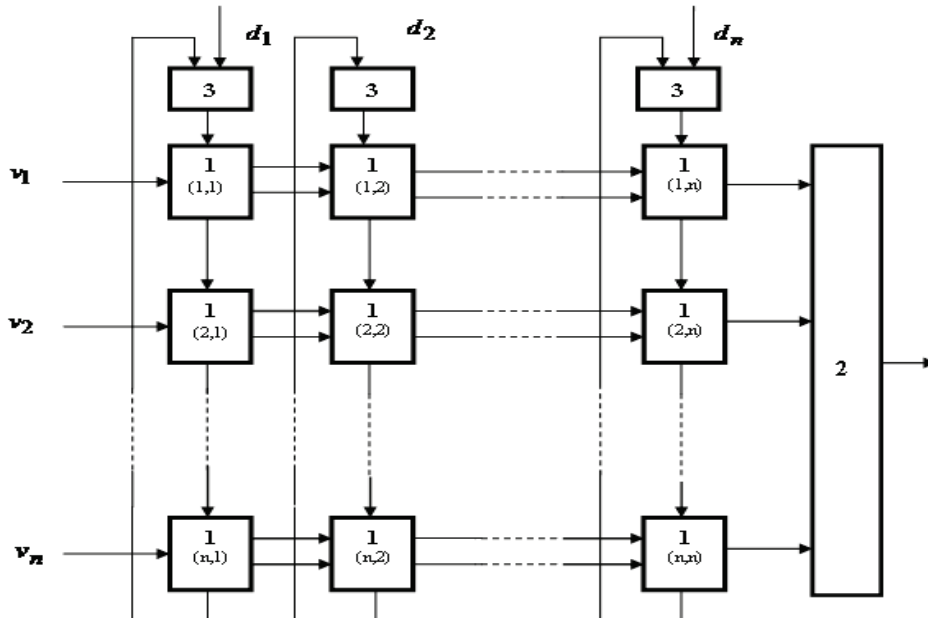 d1 d2 dn
3 3 3
1 1 1
v1 (1,1) (1,2) (1,n)
1 1 1
v2 (2,1) (2,2) (2,n)
2
1 1 1
vn (n,1) (n,2) (n,n)